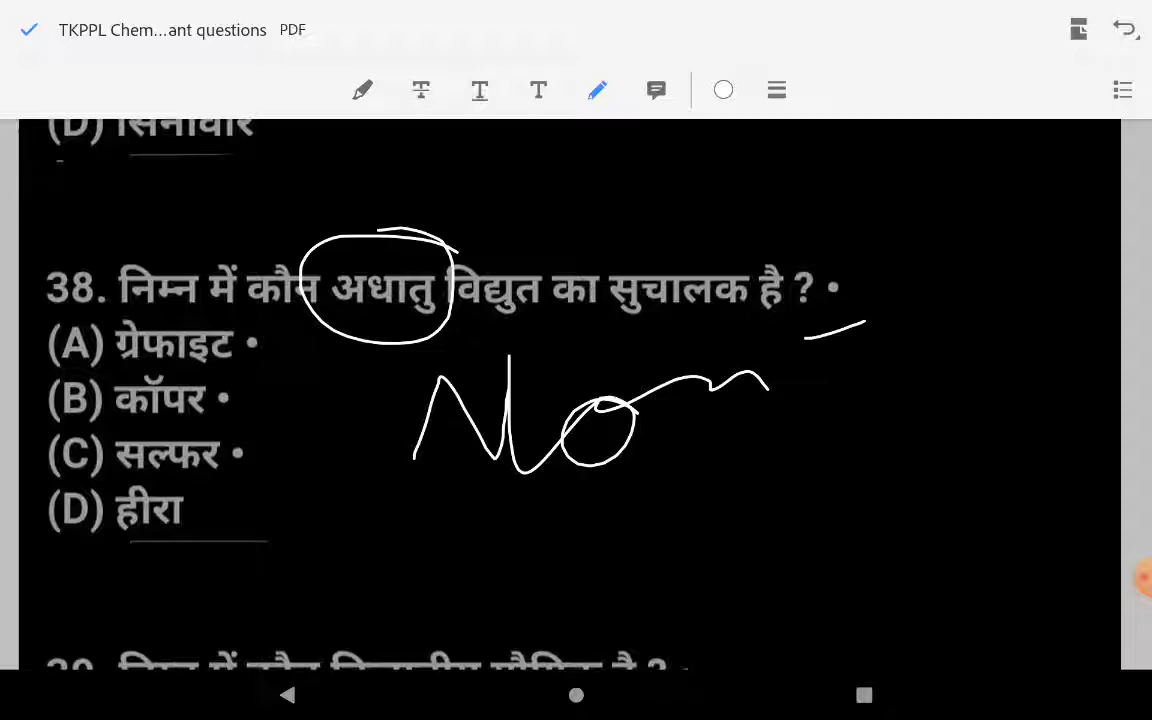 TKPPL Chem...ant questions PDF
(D) सिनाबार
38. निम्न में कौन अधातु विद्युत का सुचालक है ? •
(A) ग्रेफाइट •
(B) कॉपर •
(C) सल्फर •
(D) हीरा
Non